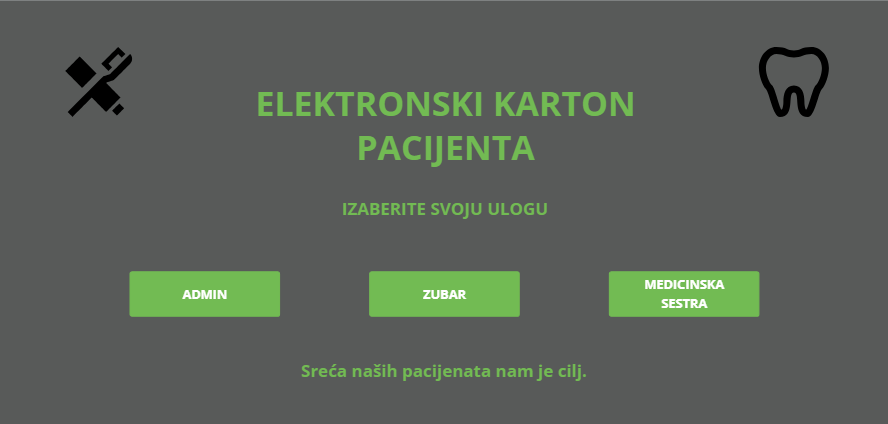 ELEKTRONSKI KARTON
PACIJENTA
IZABERITE SVOJU ULOGU
ADMIN
ZUBAR
MEDICINSKA
SESTRA
Sreća naših pacijenata nam je cilj.